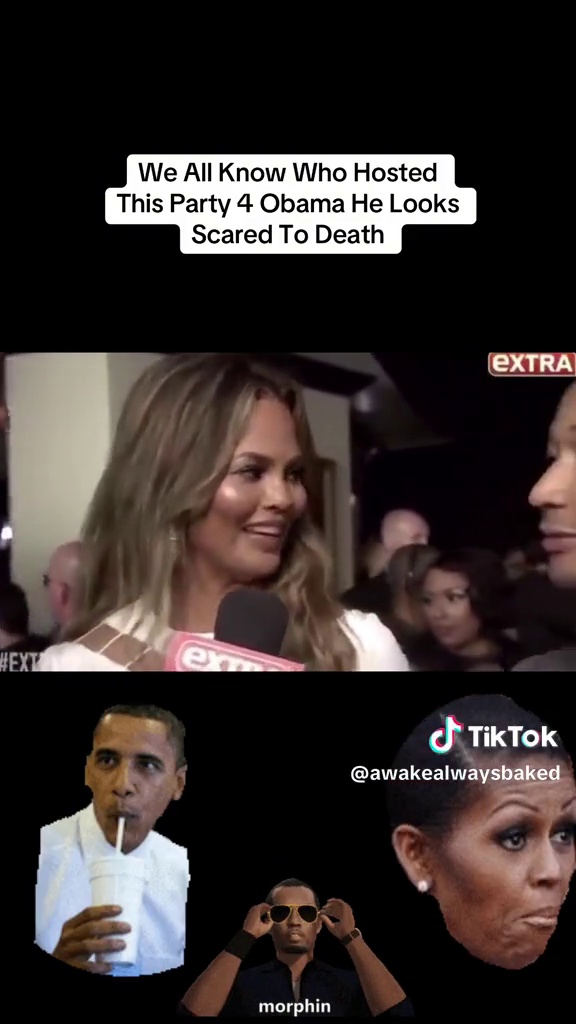 We All Know Who Hosted
This Party 4 Obama He Looks
Scared To Death
eXTRA
extra
#EXT
TikTok
@awakealwaysbaked
morphin